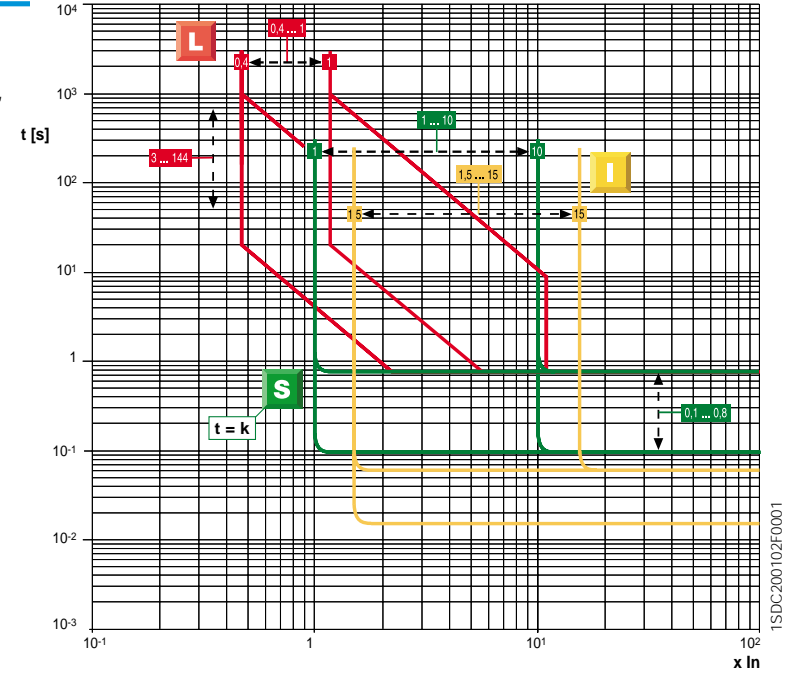 10⁴
L
0,4 ... 1
0,4
1
10³
t [s]
1 ... 10
3 ... 144
1
10
1,5 ... 15
I
10²
1 5
15
10¹
1
S
0,1 ... 0,8
t = k
10-1
10-2
10-3
10-1
1
10¹
10²
x In
1SDC200102F0001